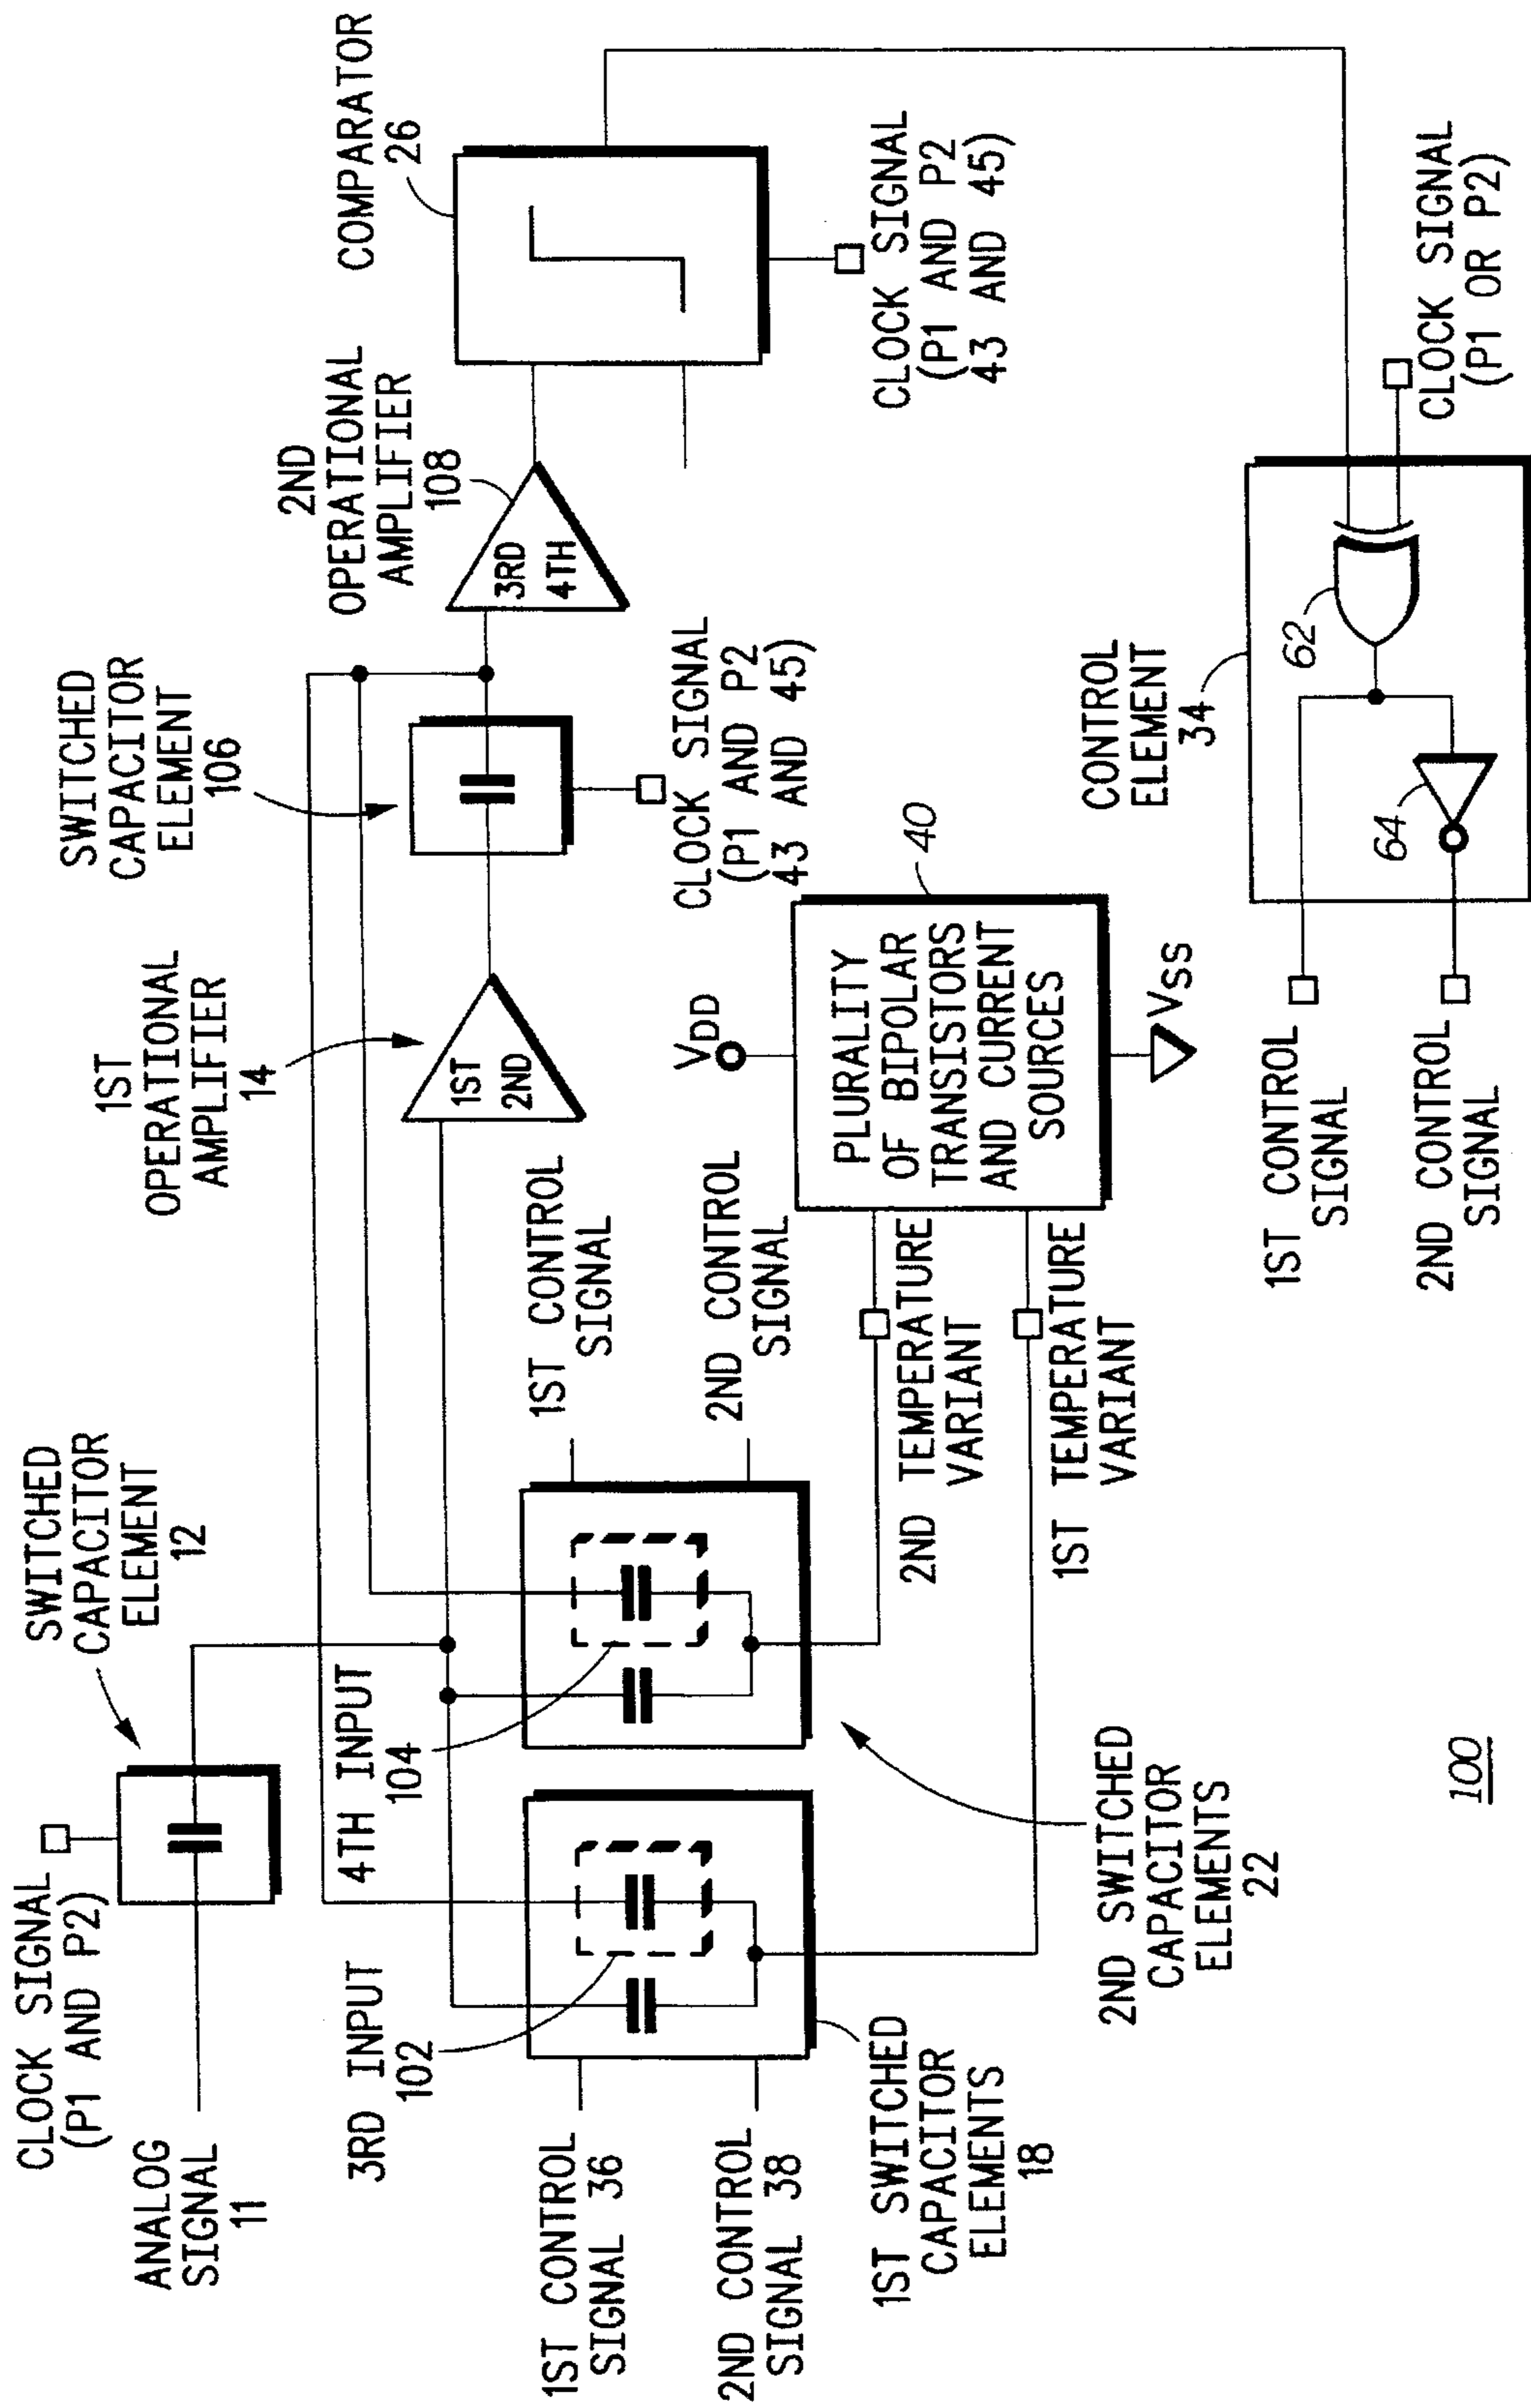 CLOCK SIGNAL
(P1 AND P2)
ANALOG
SIGNAL
11
SWITCHED
CAPACITOR
ELEMENT
12
3RD INPUT
102
4TH INPUT
104
1ST CONTROL
SIGNAL 36
2ND CONTROL
SIGNAL 38
1ST SWITCHED
CAPACITOR
ELEMENTS
18
2ND SWITCHED
CAPACITOR
ELEMENTS
22
1ST CONTROL
SIGNAL
2ND CONTROL
SIGNAL
2ND TEMPERATURE
VARIANT
1ST TEMPERATURE
VARIANT
1ST
OPERATIONAL
AMPLIFIER
14
1ST
2ND
VDD
PLURALITY
OF BIPOLAR
TRANSISTORS
AND CURRENT
SOURCES
40
VSS
SWITCHED
CAPACITOR
ELEMENT
106
CLOCK SIGNAL
(P1 AND P2
43 AND 45)
2ND
OPERATIONAL
AMPLIFIER
108
3RD
4TH
COMPARATOR
26
CLOCK SIGNAL
(P1 AND P2
43 AND 45)
CONTROL
ELEMENT
34
62
64
CLOCK SIGNAL
(P1 OR P2)
1ST CONTROL
SIGNAL
2ND CONTROL
SIGNAL
100